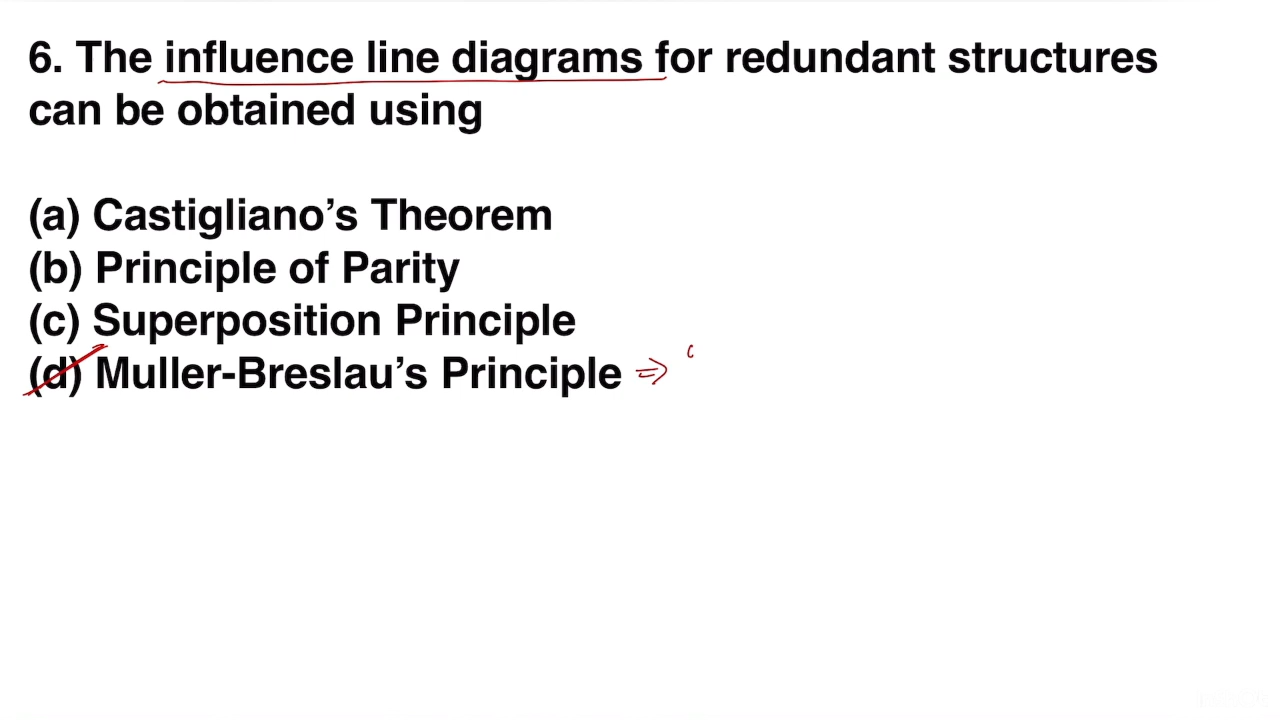 6. The influence line diagrams for redundant structures
can be obtained using
(a) Castigliano’s Theorem
(b) Principle of Parity
(c) Superposition Principle
(d) Muller-Breslau’s Principle ⇒